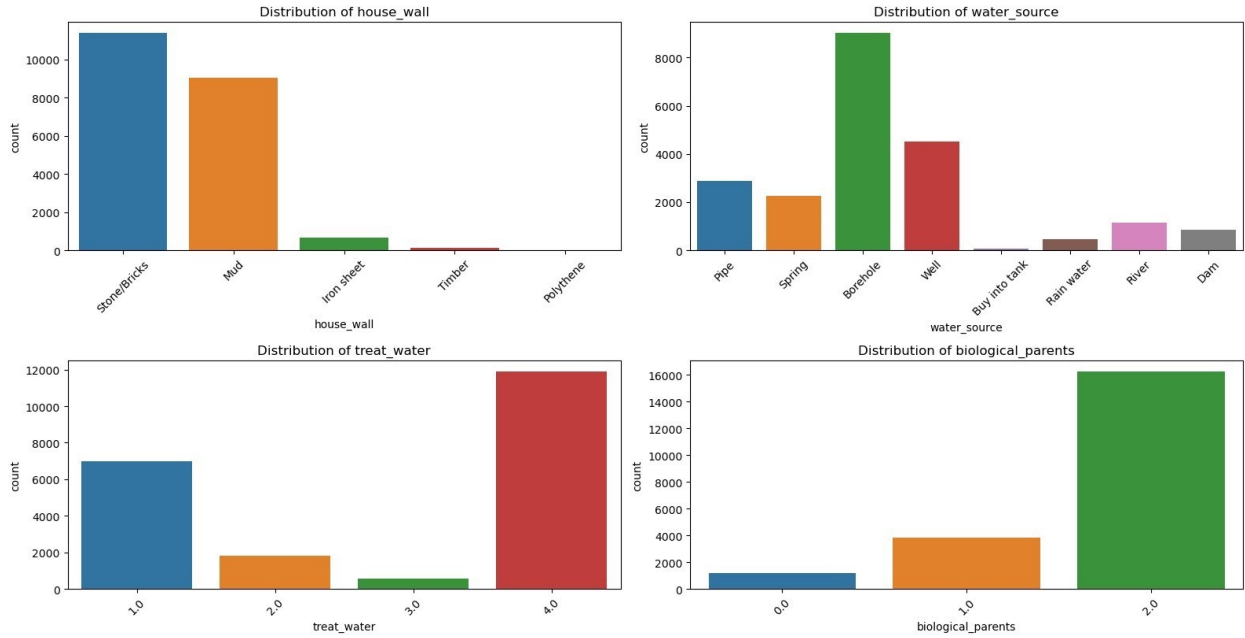 Distribution of house_wall
10000
8000
6000
4000
2000
0
count
Stone/Bricks
Mud
Iron sheet
Timber
Polythene
house_wall
Distribution of water_source
8000
6000
4000
2000
0
count
Pipe
Spring
Borehole
Well
Buy into tank
Rain water
River
Dam
water_source
Distribution of treat_water
12000
10000
8000
6000
4000
2000
0
count
1.0
2.0
3.0
4.0
treat_water
Distribution of biological_parents
16000
14000
12000
10000
8000
6000
4000
2000
0
count
0.0
1.0
2.0
biological_parents